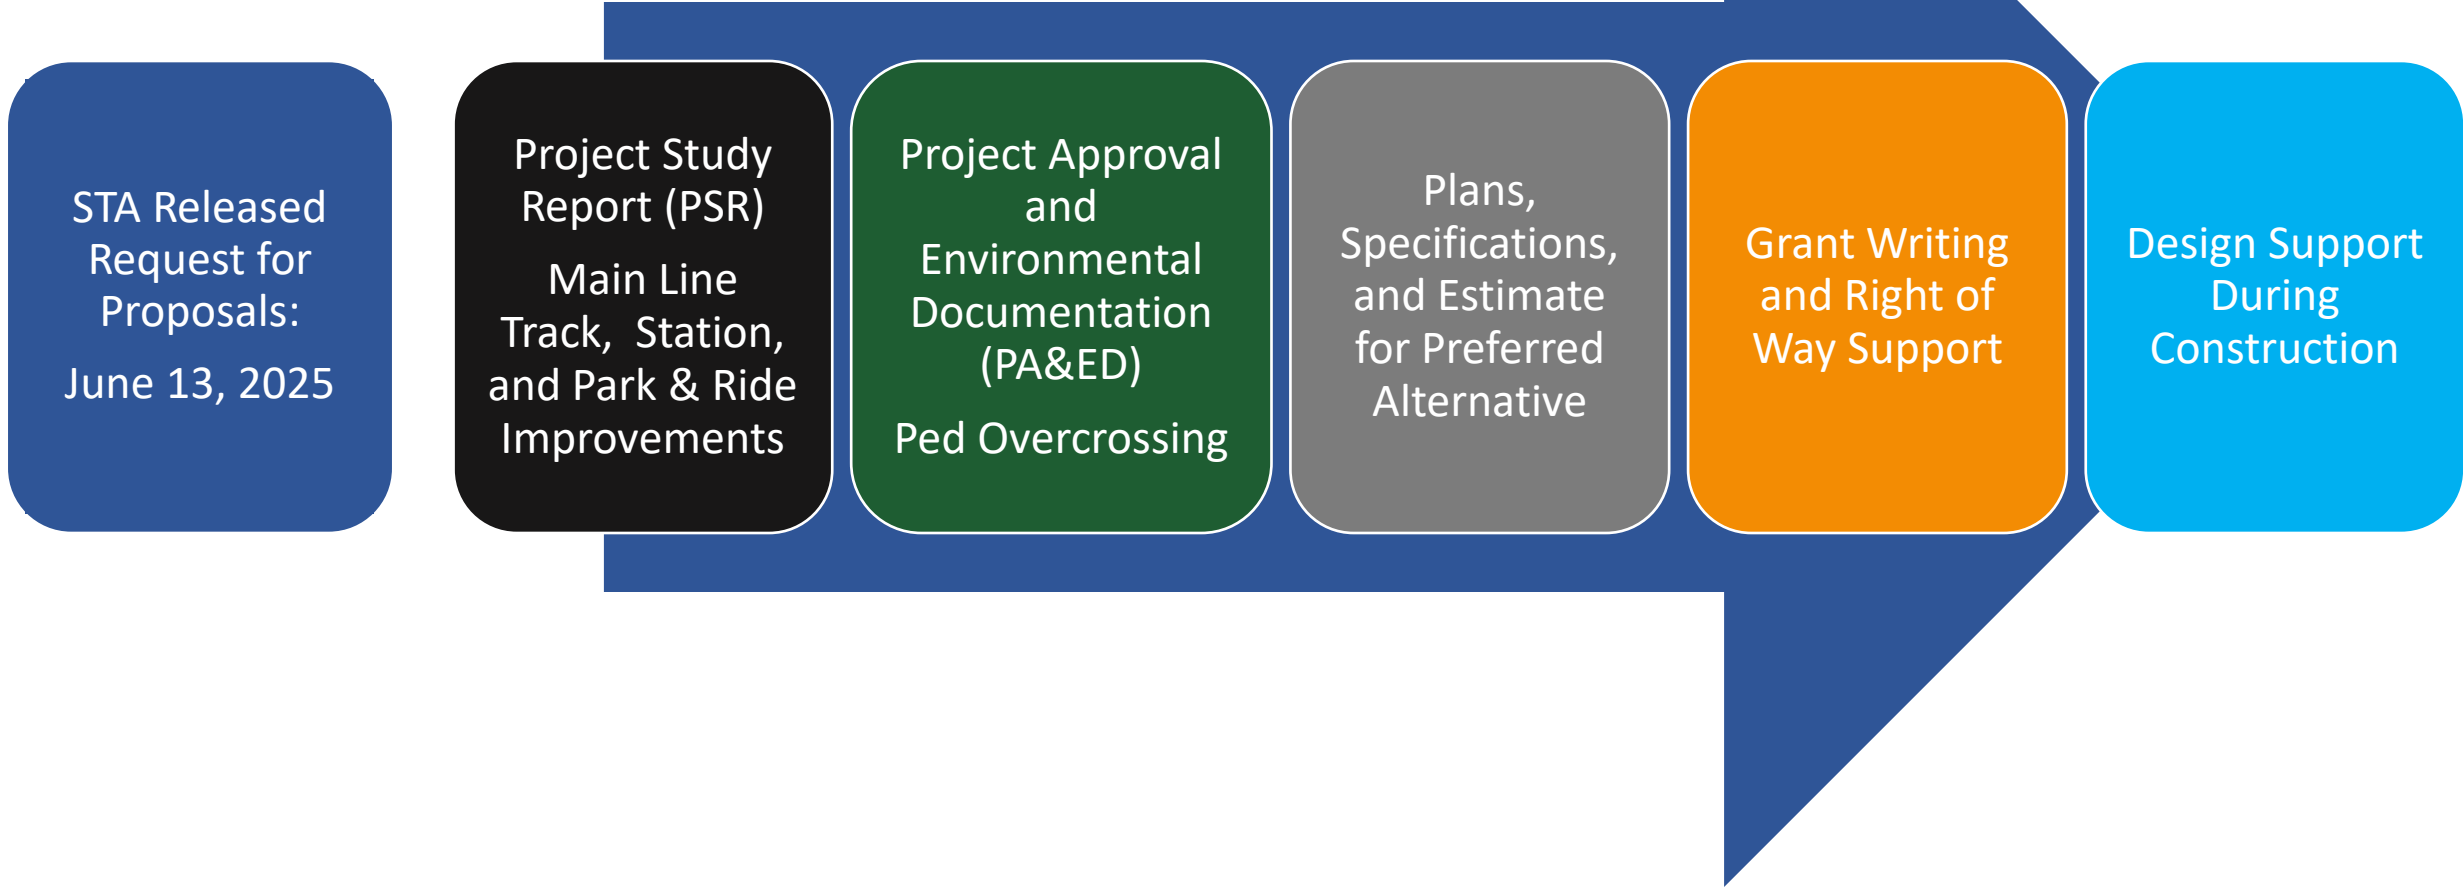 STA Released
Request for
Proposals:
June 13, 2025
Project Study
Report (PSR)
Main Line
Track,  Station,
and Park & Ride
Improvements
Project Approval
and
Environmental
Documentation
(PA&ED)
Ped Overcrossing
Plans,
Specifications,
and Estimate
for Preferred
Alternative
Grant Writing
and Right of
Way Support
Design Support
During
Construction